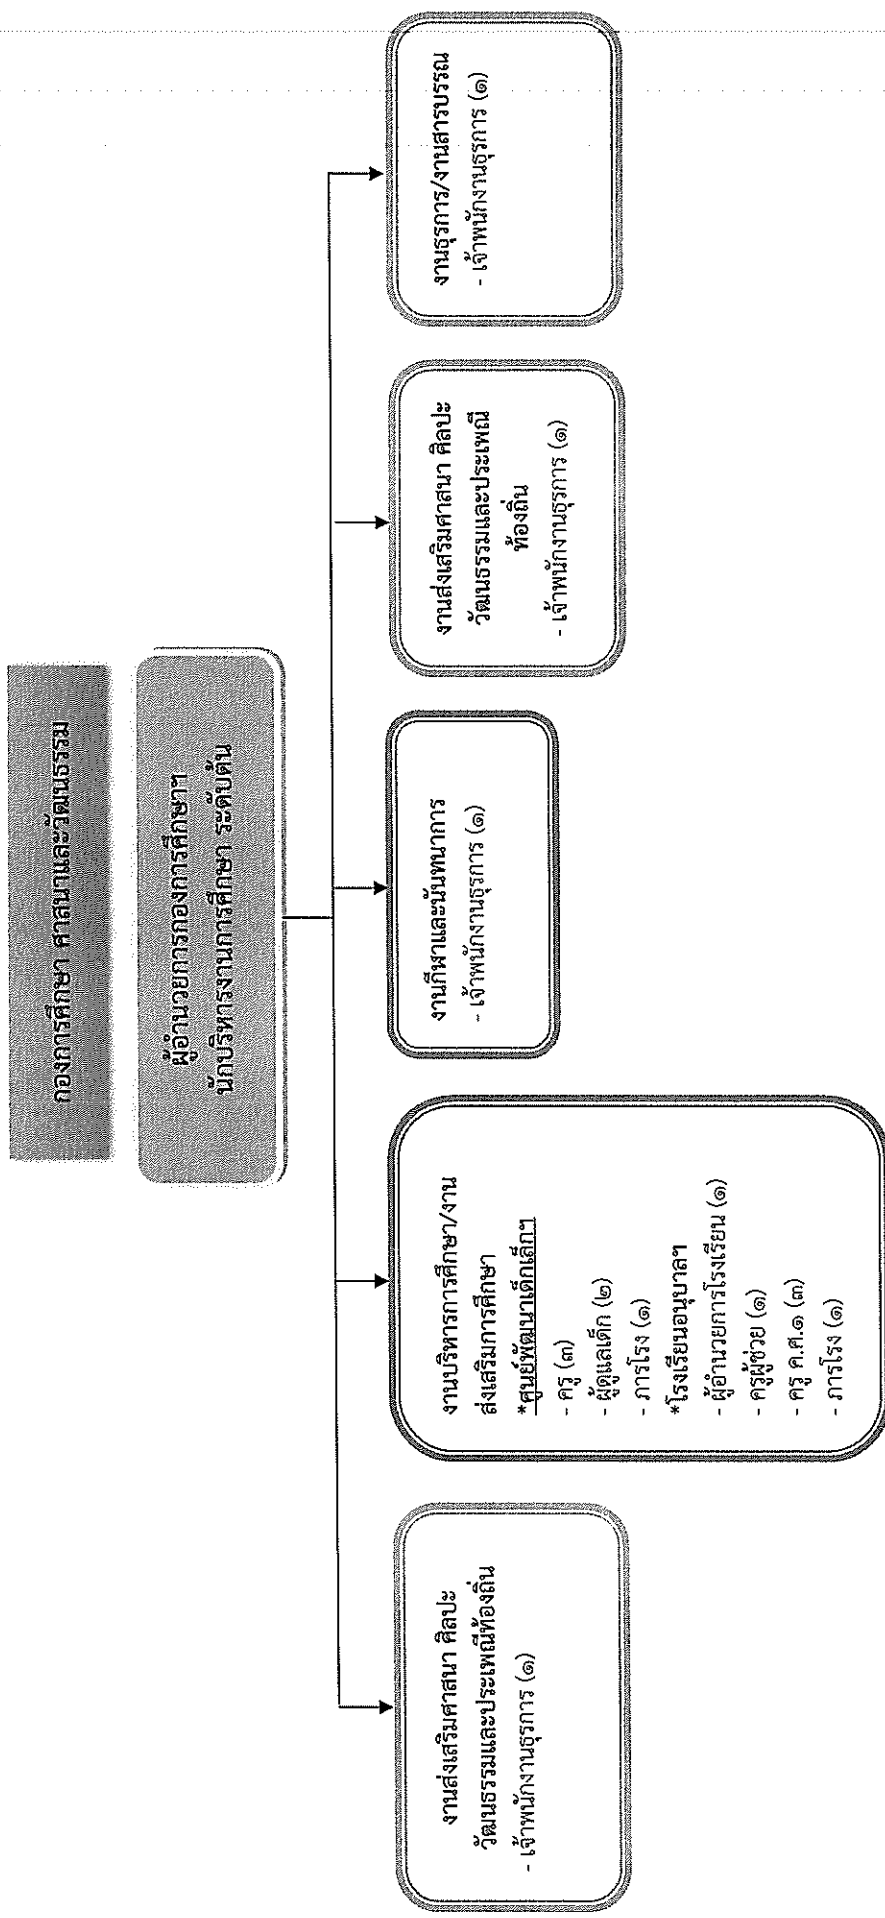 กองการศึกษา ศาสนาและวัฒนธรรม
ผู้อำนวยการกองการศึกษาฯ
นักบริหารงานการศึกษา ระดับต้น
งานส่งเสริมศาสนา ศิลปะ
วัฒนธรรมและประเพณีท้องถิ่น
- เจ้าพนักงานธุรการ (๑)
งานบริหารการศึกษา/งาน
ส่งเสริมการศึกษา
*ศูนย์พัฒนาเด็กเล็กฯ
- ครู (๓)
- ผู้ดูแลเด็ก (๒)
- ภารโรง (๑)
*โรงเรียนอนุบาลฯ
- ผู้อำนวยการโรงเรียน (๑)
- ครูผู้ช่วย (๑)
- ครู ค.ศ.๑ (๓)
- ภารโรง (๑)
งานกีฬาและนันทนาการ
- เจ้าพนักงานธุรการ (๑)
งานส่งเสริมศาสนา ศิลปะ
วัฒนธรรมและประเพณี
ท้องถิ่น
- เจ้าพนักงานธุรการ (๑)
งานธุรการ/งานสารบรรณ
- เจ้าพนักงานธุรการ (๑)